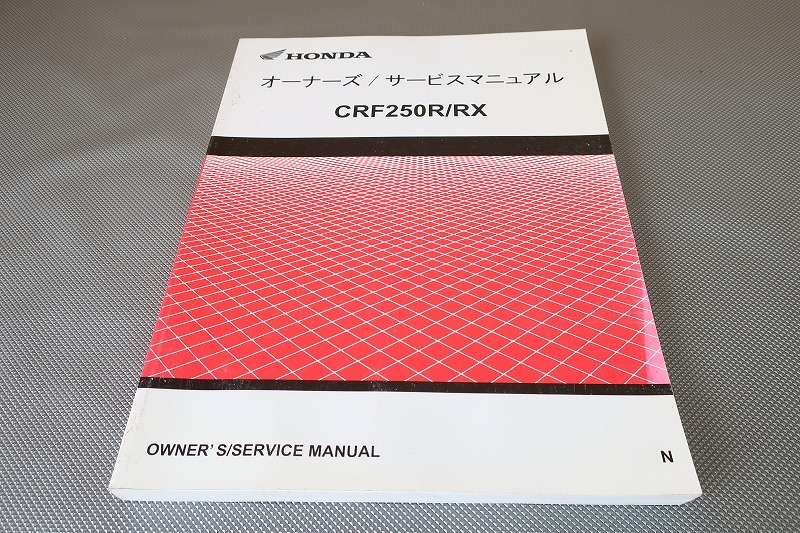 HONDA
オーナーズ / サービスマニュアル
CRF250R/RX
OWNER'S/SERVICE MANUAL
N